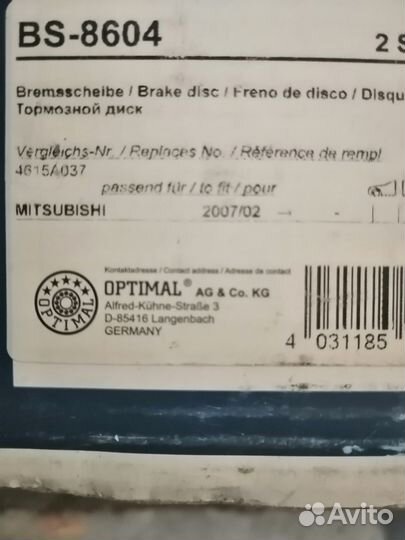 BS-8604
2 S
Bremsscheibe / Brake disc / Freno de disco / Disqu
Тормозной диск
Vergleichs-Nr. / Replaces No. / Référence de rempl
4615A037
passend für / to fit / pour
MITSUBISHI 2007/02 → -
Kontaktadresse / Contact address / Adresse de contact
OPTIMAL® AG & Co. KG
Alfred-Kühne-Straße 3
D-85416 Langenbach
GERMANY
OPTIMAL
4 031185
Avito